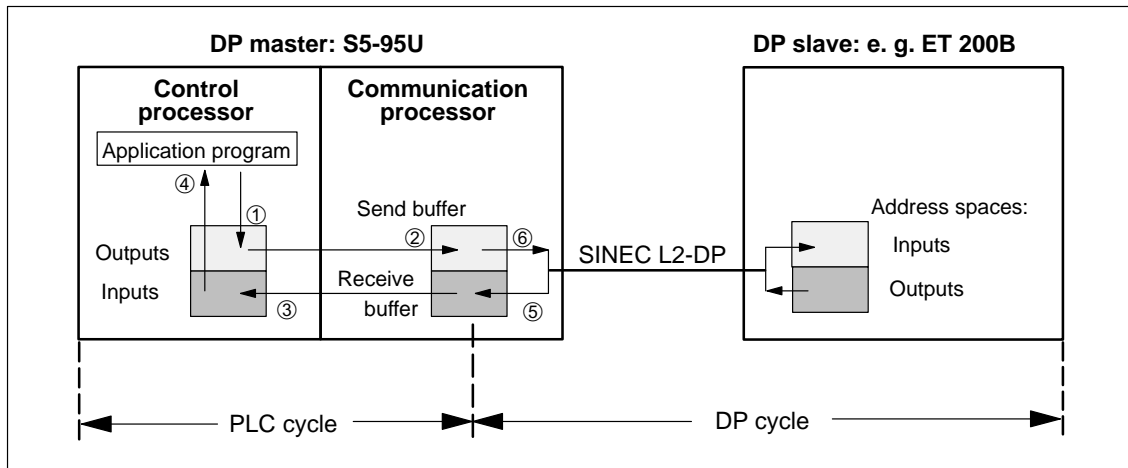 DP master: S5-95U
DP slave: e. g. ET 200B
Control
processor
Communication
processor
Application program
④
①
Send buffer
Address spaces:
Outputs
②
⑥
SINEC L2-DP
Inputs
Inputs
③
Receive
buffer
⑤
Outputs
PLC cycle
DP cycle